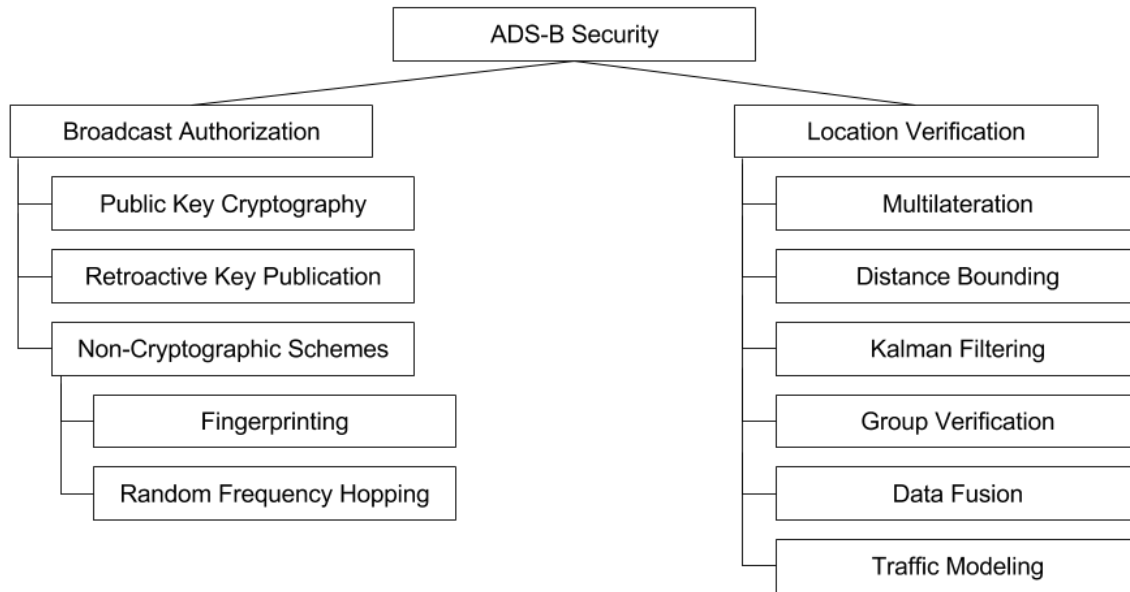 ADS-B Security
Broadcast Authorization
Public Key Cryptography
Retroactive Key Publication
Non-Cryptographic Schemes
Fingerprinting
Random Frequency Hopping
Location Verification
Multilateration
Distance Bounding
Kalman Filtering
Group Verification
Data Fusion
Traffic Modeling